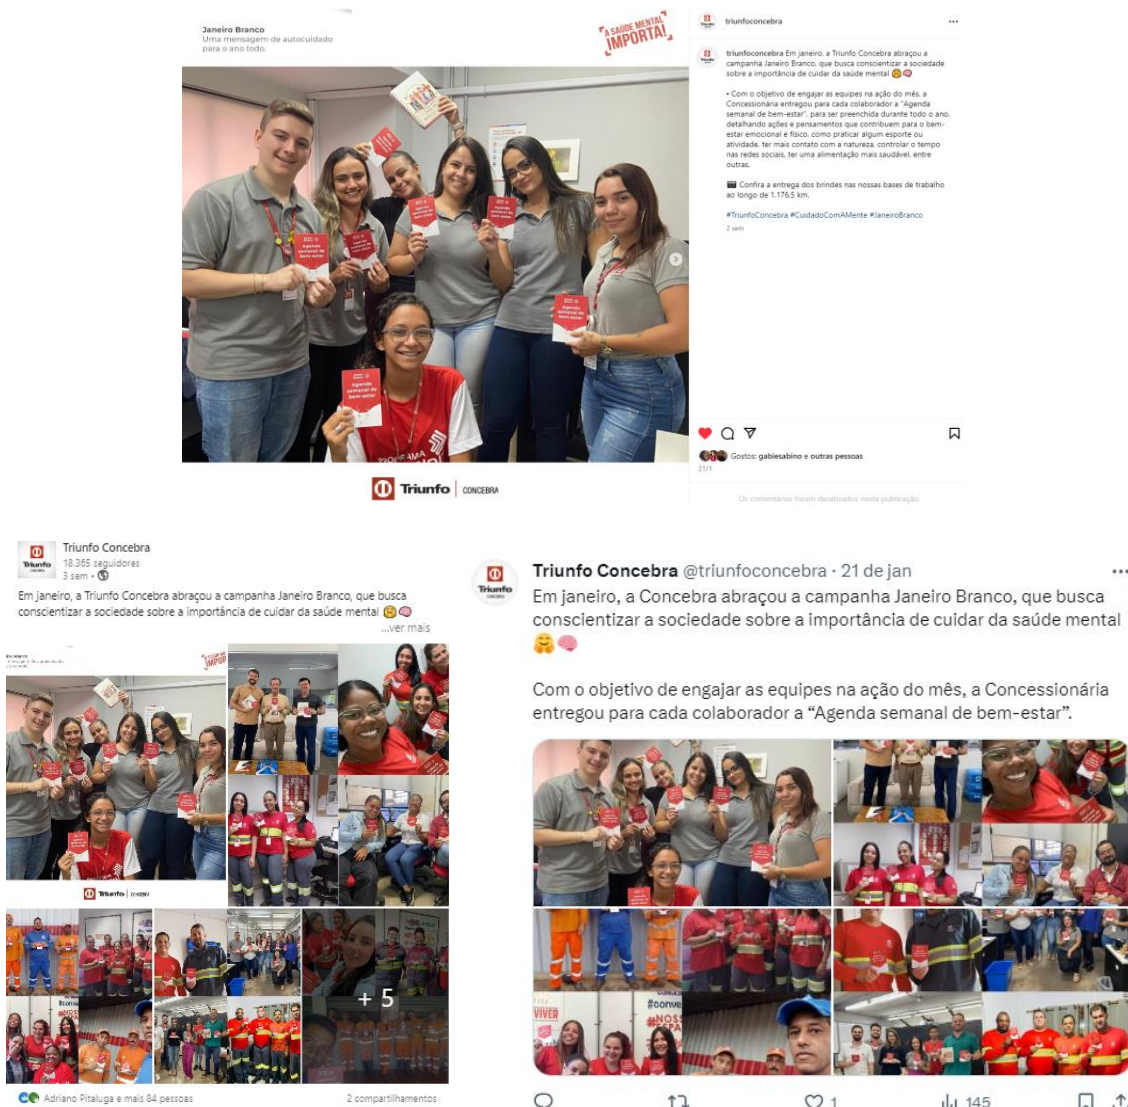 Janeiro Branco
Uma mensagem de autocuidado
para o ano todo.
A SAÚDE MENTAL
IMPORTA!
Agenda
semanal de
bem-estar
Triunfo CONCEBRA
triunfoconcebra
triunfoconcebra Em janeiro, a Triunfo Concebra abraçou a
campanha Janeiro Branco, que busca conscientizar a sociedade
sobre a importância de cuidar da saúde mental 🤗🧠
• Com o objetivo de engajar as equipes na ação do mês, a
Concessionária entregou para cada colaborador a "Agenda
semanal de bem-estar", para ser preenchida durante todo o ano,
detalhando ações e pensamentos que contribuem para o bem-
estar emocional e físico, como praticar algum esporte ou
atividade, ter mais contato com a natureza, controlar o tempo
nas redes sociais, ter uma alimentação mais saudável, entre
outras.
📷 Confira a entrega dos brindes nas nossas bases de trabalho
ao longo de 1.176,5 km.
#TriunfoConcebra #CuidadoComAMente #JaneiroBranco
2 sem
Gostos: gabiesabino e outras pessoas
21/1
Os comentários foram desativados nesta publicação.
Triunfo Concebra
18.365 seguidores
3 sem •
Em janeiro, a Triunfo Concebra abraçou a campanha Janeiro Branco, que busca
conscientizar a sociedade sobre a importância de cuidar da saúde mental 🤗🧠
...ver mais
Triunfo
+ 5
Adriano Pitaluga e mais 84 pessoas
2 compartilhamentos
Triunfo
Triunfo Concebra @triunfoconcebra · 21 de jan
Em janeiro, a Concebra abraçou a campanha Janeiro Branco, que busca
conscientizar a sociedade sobre a importância de cuidar da saúde mental
🤗🧠
Com o objetivo de engajar as equipes na ação do mês, a Concessionária
entregou para cada colaborador a “Agenda semanal de bem-estar”.
VIVER
#conve
#NOSS
1
145